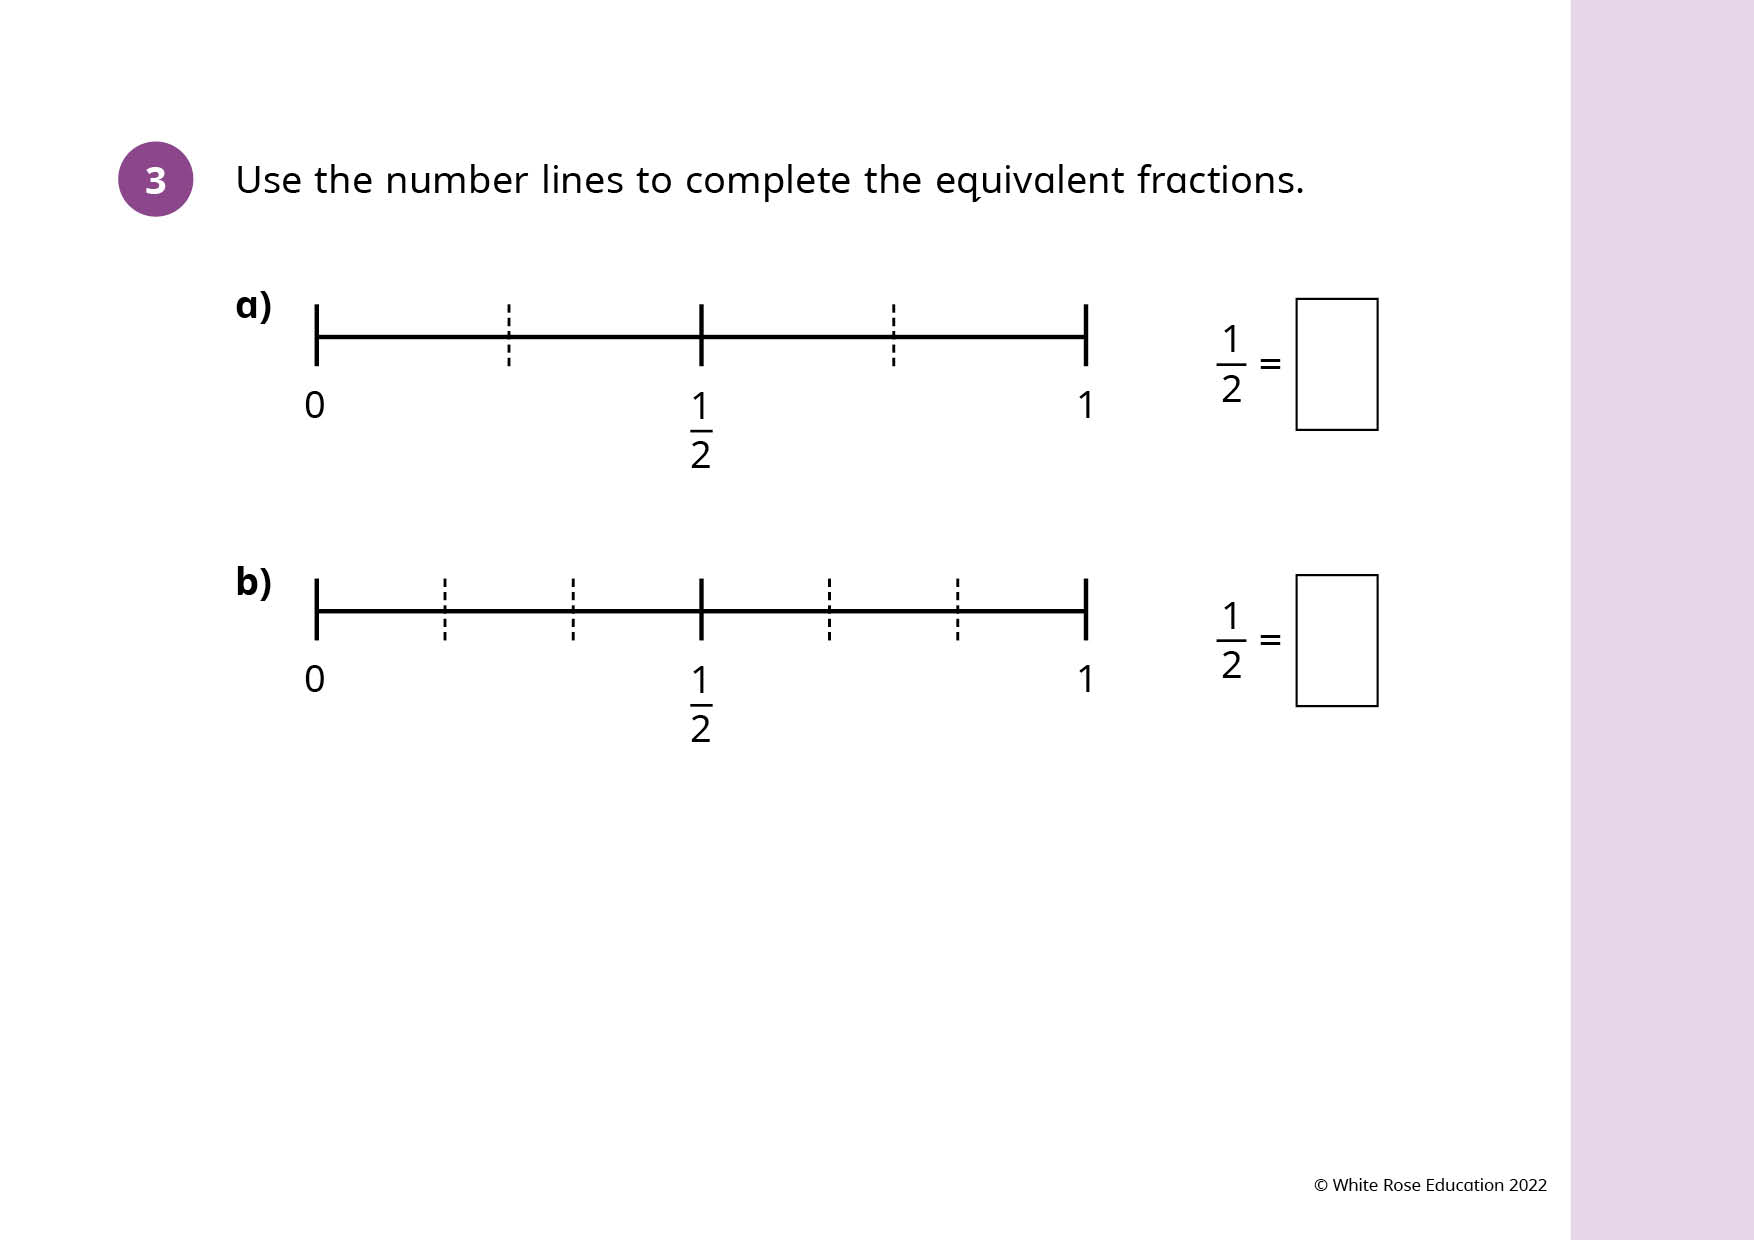 3 Use the number lines to complete the equivalent fractions.
a)
0 1/2 1
1/2 =
b)
0 1/2 1
1/2 =
© White Rose Education 2022